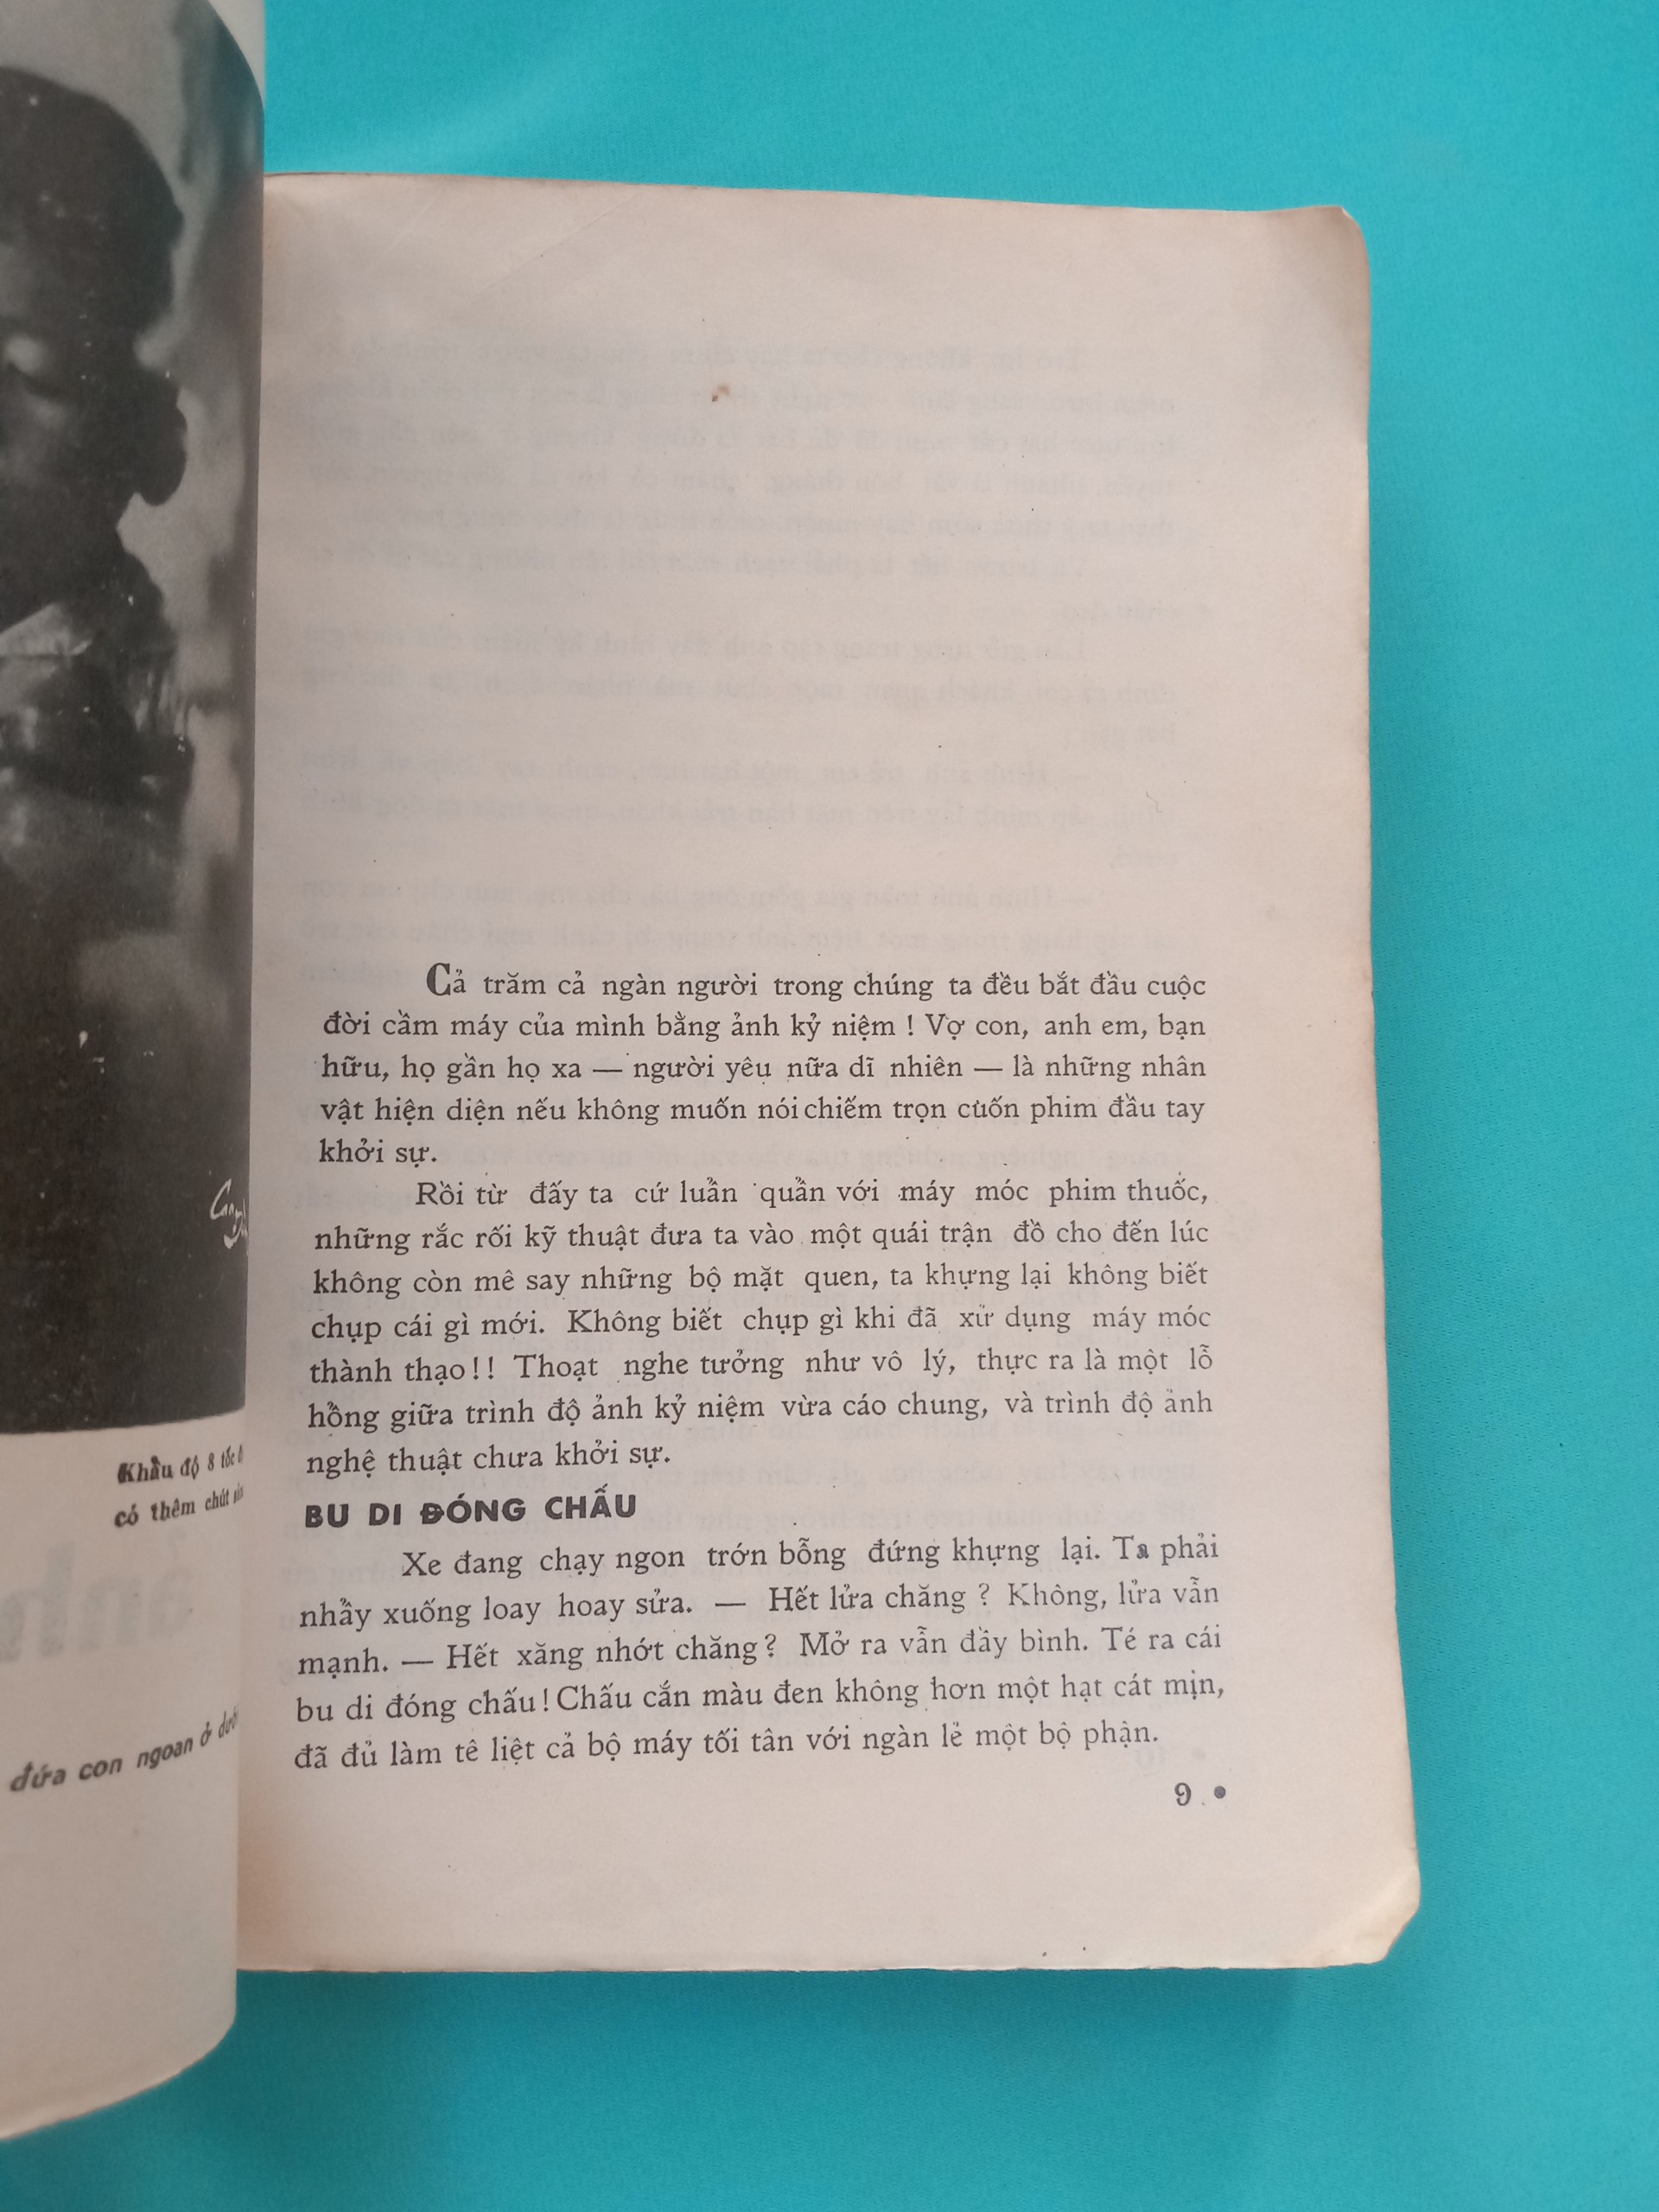 Khẩu độ 8 tốc
có thêm chút
đứa con ngoan ở dưới
Cả trăm cả ngàn người trong chúng ta đều bắt đầu cuộc
đời cầm máy của mình bằng ảnh kỷ niệm ! Vợ con, anh em, bạn
hữu, họ gần họ xa — người yêu nữa dĩ nhiên — là những nhân
vật hiện diện nếu không muốn nói chiếm trọn cuốn phim đầu tay
khởi sự.
Rồi từ đấy ta cứ luẩn quẩn với máy móc phim thuốc,
những rắc rối kỹ thuật đưa ta vào một quái trận đồ cho đến lúc
không còn mê say những bộ mặt quen, ta khựng lại không biết
chụp cái gì mới. Không biết chụp gì khi đã xử dụng máy móc
thành thạo!! Thoạt nghe tưởng như vô lý, thực ra là một lỗ
hồng giữa trình độ ảnh kỷ niệm vừa cáo chung, và trình độ ảnh
nghệ thuật chưa khởi sự.
BU DI ĐÓNG CHẤU
Xe đang chạy ngon trớn bỗng đứng khựng lại. Ta phải
nhẩy xuống loay hoay sửa. — Hết lửa chăng ? Không, lửa vẫn
mạnh. — Hết xăng nhớt chăng ? Mở ra vẫn đầy bình. Té ra cái
bu di đóng chấu ! Chấu cắn màu đen không hơn một hạt cát mịn,
đã đủ làm tê liệt cả bộ máy tối tân với ngàn lẻ một bộ phận.
9 •